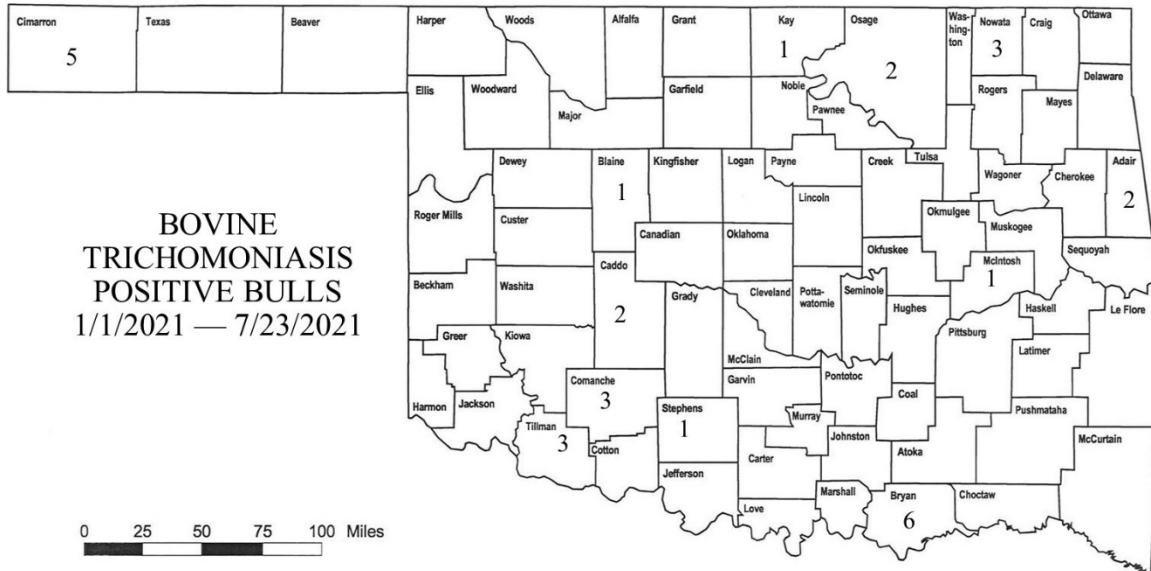 Cimarron
Texas
Beaver
Harper
Woods
Alfalfa
Grant
Kay
Osage
Was-
hing-
ton
Nowata
Craig
Ottawa
5
1
2
3
Ellis
Woodward
Major
Garfield
Noble
Pawnee
Rogers
Mayes
Delaware
Dewey
Blaine
Kingfisher
Logan
Payne
Creek
Tulsa
Wagoner
Cherokee
Adair
1
2
Lincoln
Roger Mills
Custer
Canadian
Oklahoma
Okmulgee
Muskogee
Okfuskee
McIntosh
1
Sequoyah
BOVINE
TRICHOMONIASIS
POSITIVE BULLS
1/1/2021 — 7/23/2021
Beckham
Washita
Caddo
2
Grady
Cleveland
Potta-
watomie
Seminole
Hughes
Pittsburg
Haskell
Le Flore
Greer
Kiowa
McClain
Latimer
Harmon
Jackson
Comanche
3
Garvin
Pontotoc
Coal
Pushmataha
Tillman
3
Stephens
1
Murray
Johnston
Atoka
McCurtain
Cotton
Jefferson
Carter
Love
Marshall
Bryan
6
Choctaw
0 25 50 75 100 Miles